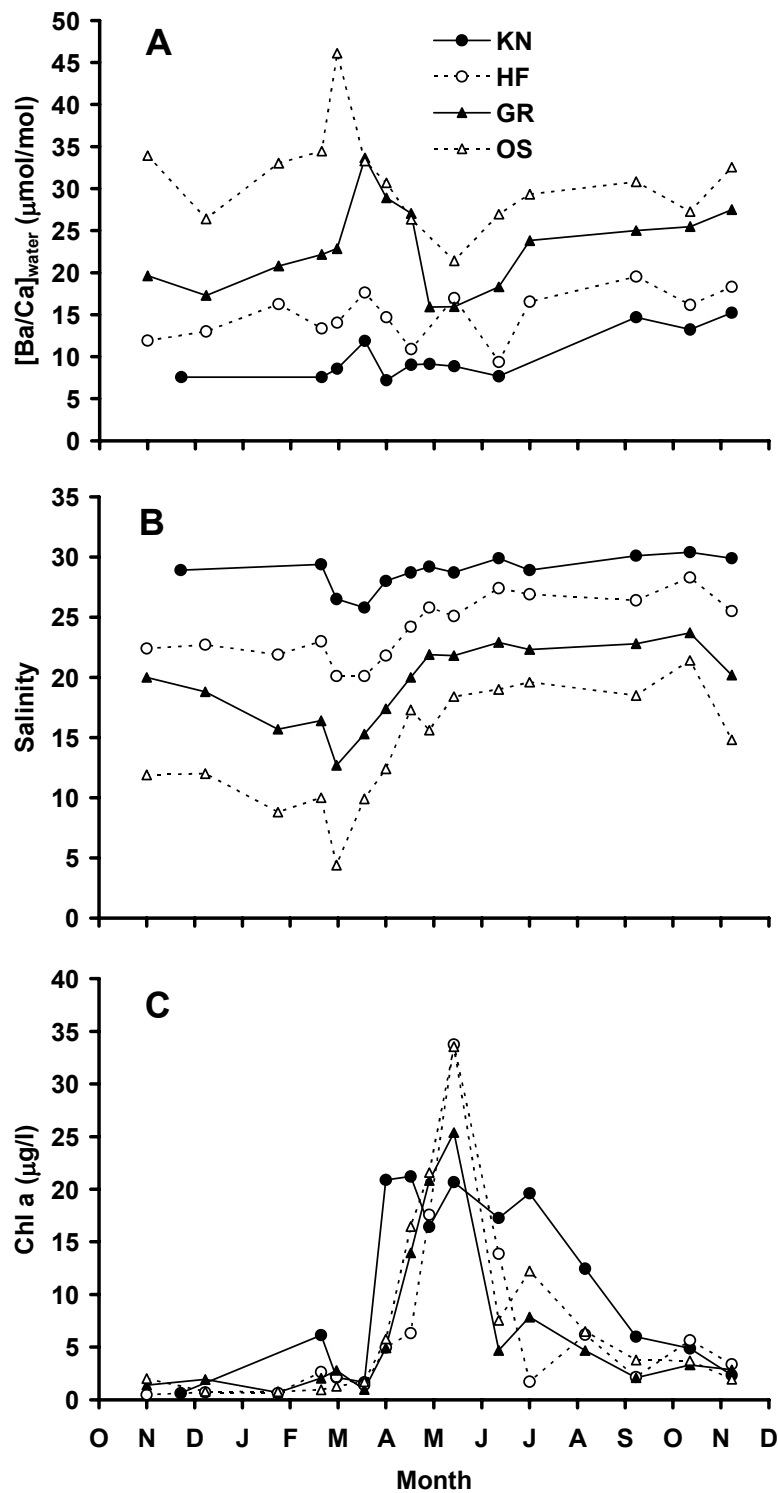 A
KN
HF
GR
OS
[Ba/Ca]water (μmol/mol)
50
45
40
35
30
25
20
15
10
5
0
B
Salinity
35
30
25
20
15
10
5
0
C
Chl a (μg/l)
40
35
30
25
20
15
10
5
0
O N D J F M A M J J A S O N D
Month